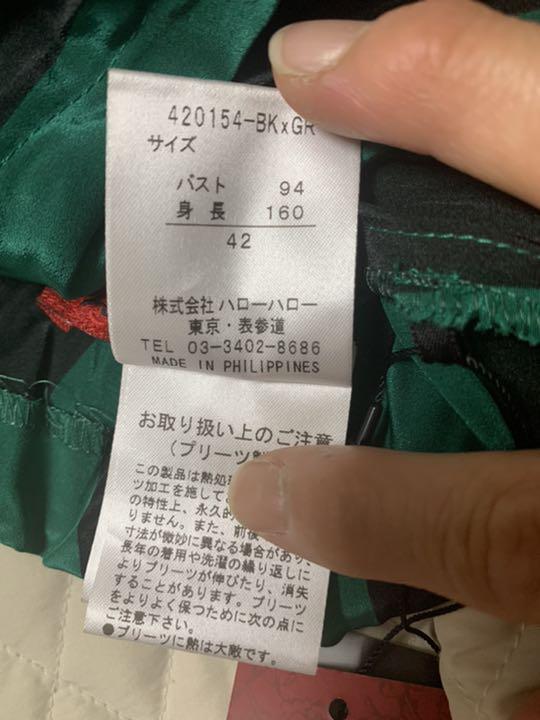 420154-BKxGR
サイズ
バスト 94
身長 160
42
株式会社ハローハロー
東京・表参道
TEL 03-3402-8686
MADE IN PHILIPPINES
お取り扱い上のご注意
(プリーツ
この製品は熱処
ツ加工を施して
の特性上、永久的
りません。また、前後
寸法が微妙に異なる場合があり、
長年の着用や洗濯の繰り返しに
よりプリーツが伸びたり、消失
することがあります。プリーツ
をよりよく保つために次の点に
ご注意下さい。
●プリーツに熱は大敵です。